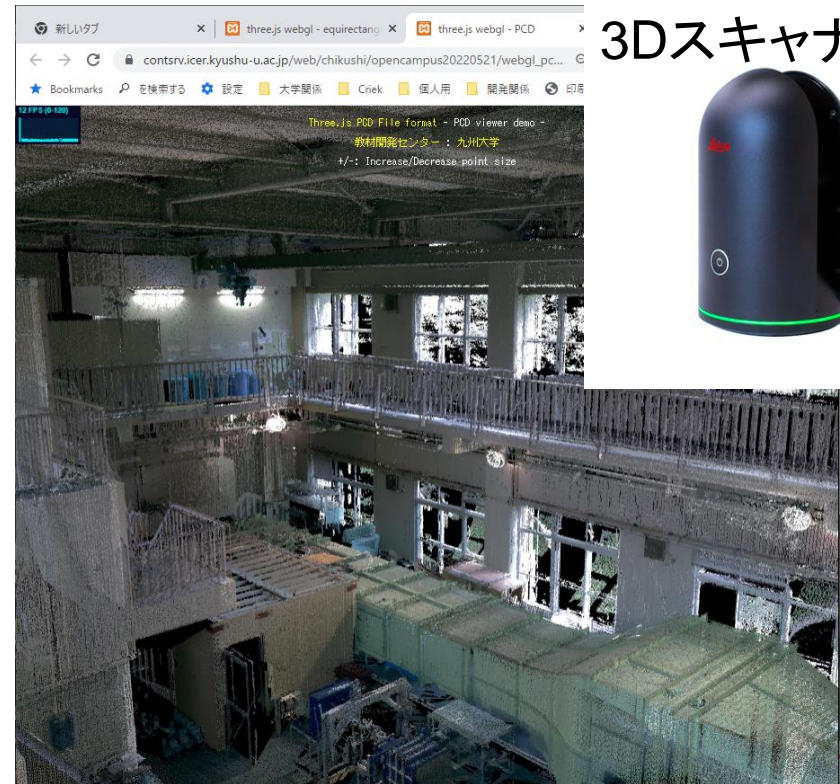 新しいタブ
three.js webgl - equirectang
three.js webgl - PCD
contsrv.icer.kyushu-u.ac.jp/web/chikushi/opencampus20220521/webgl_pc...
Bookmarks
を検索する
設定
大学関係
Criek
個人用
開発関係
印刷
12 FPS (0-120)
Three.js PCD File format - PCD viewer demo -
教材開発センター : 九州大学
+/-: Increase/Decrease point size
3Dスキャナ
Leica